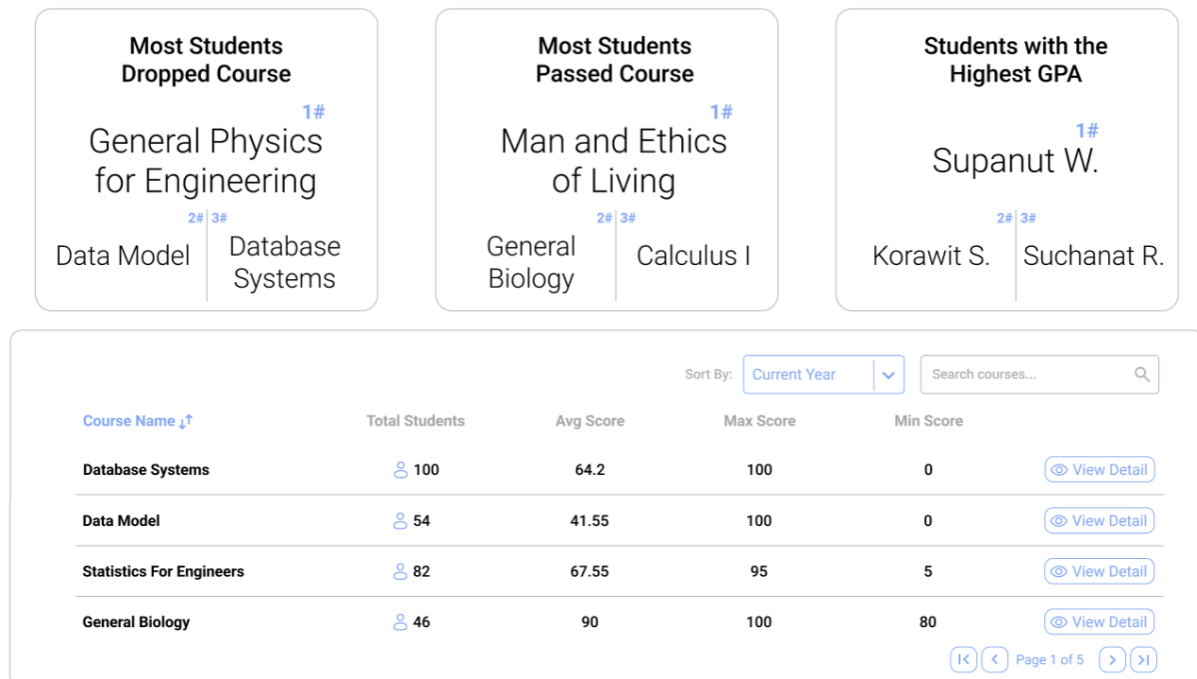 Most Students
Dropped Course
1#
General Physics
for Engineering
2# 3#
Data Model
Database
Systems
Most Students
Passed Course
1#
Man and Ethics
of Living
2# 3#
General
Biology
Calculus I
Students with the
Highest GPA
1#
Supanut W.
2# 3#
Korawit S. Suchanat R.
Sort By: Current Year Search courses...
Course Name Total Students Avg Score Max Score Min Score
Database Systems 100 64.2 100 0 View Detail
Data Model 54 41.55 100 0 View Detail
Statistics For Engineers 82 67.55 95 5 View Detail
General Biology 46 90 100 80 View Detail
Page 1 of 5